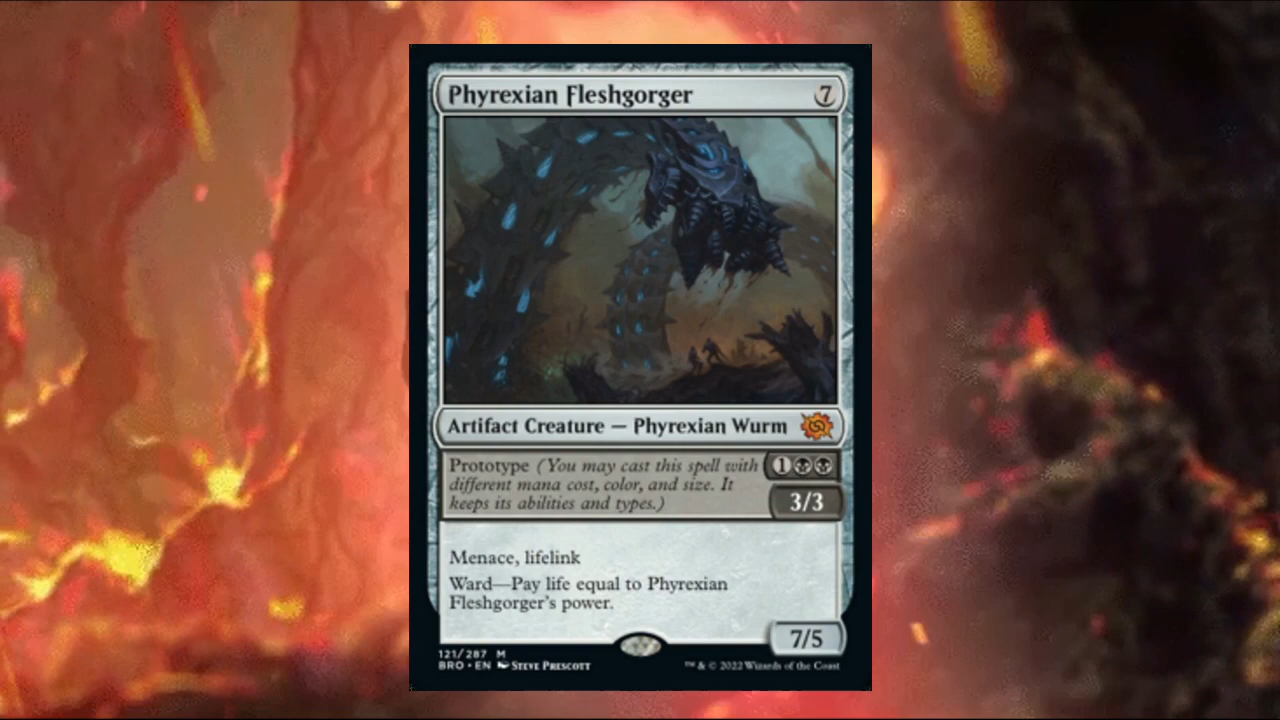 Phyrexian Fleshgorger 7
Artifact Creature — Phyrexian Wurm
Prototype (You may cast this spell with
different mana cost, color, and size. It
keeps its abilities and types.)
1
3/3
Menace, lifelink
Ward—Pay life equal to Phyrexian
Fleshgorger's power.
7/5
121/287 M
BRO • EN STEVE PRESCOTT
™ & © 2022 Wizards of the Coast